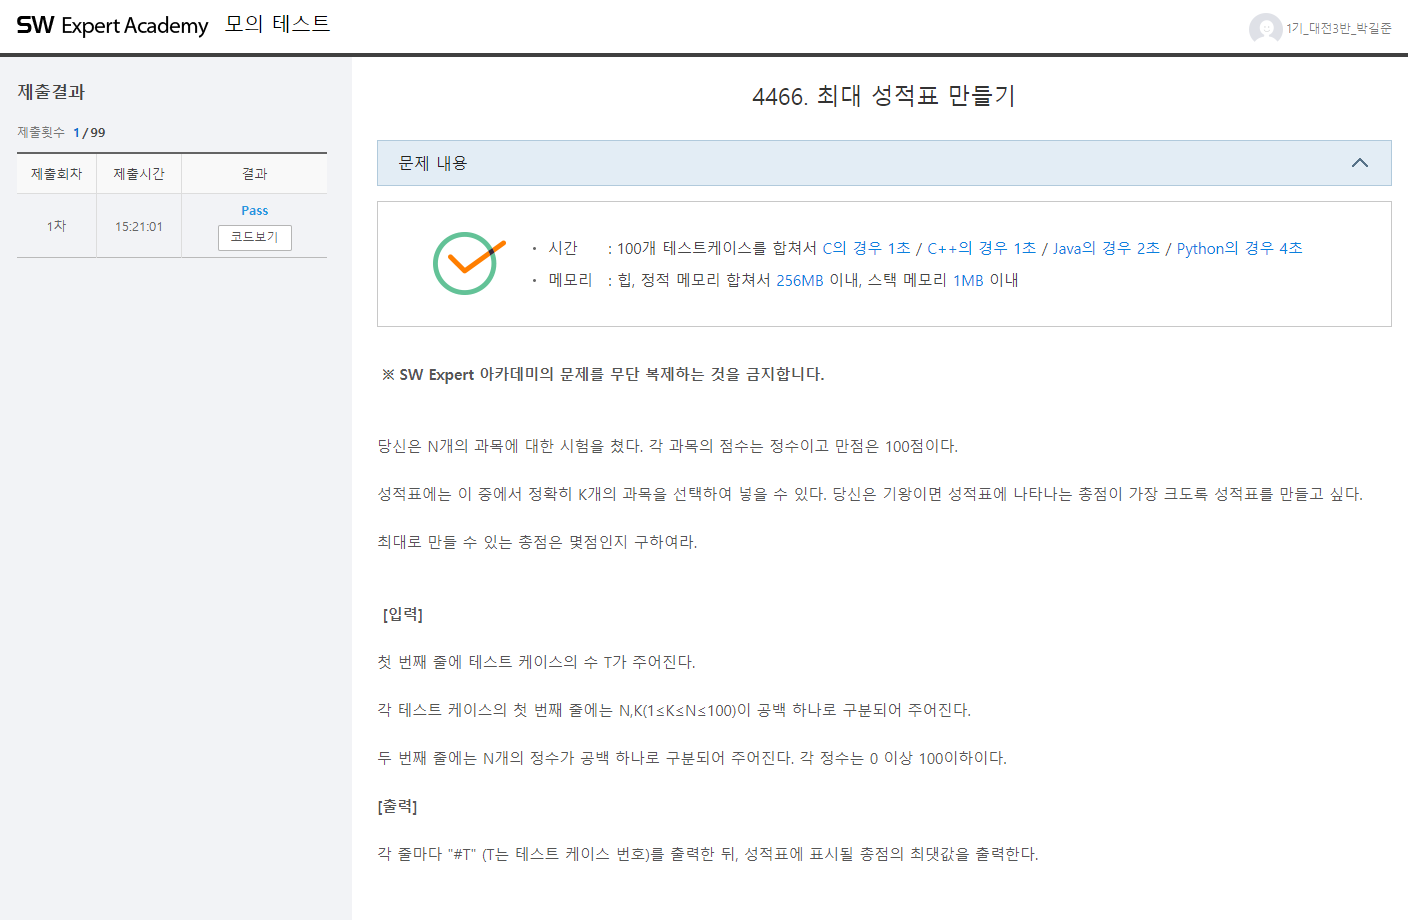 SW Expert Academy 모의 테스트
1기_대전3반_박길준
제출결과
제출횟수 1 / 99
제출회차 제출시간 결과
1차 15:21:01 Pass
코드보기
4466. 최대 성적표 만들기
문제 내용
• 시간 : 100개 테스트케이스를 합쳐서 C의 경우 1초 / C++의 경우 1초 / Java의 경우 2초 / Python의 경우 4초
• 메모리 : 힙, 정적 메모리 합쳐서 256MB 이내, 스택 메모리 1MB 이내
※ SW Expert 아카데미의 문제를 무단 복제하는 것을 금지합니다.
당신은 N개의 과목에 대한 시험을 쳤다. 각 과목의 점수는 정수이고 만점은 100점이다.
성적표에는 이 중에서 정확히 K개의 과목을 선택하여 넣을 수 있다. 당신은 기왕이면 성적표에 나타나는 총점이 가장 크도록 성적표를 만들고 싶다.
최대로 만들 수 있는 총점은 몇점인지 구하여라.
[입력]
첫 번째 줄에 테스트 케이스의 수 T가 주어진다.
각 테스트 케이스의 첫 번째 줄에는 N,K(1≤K≤N≤100)이 공백 하나로 구분되어 주어진다.
두 번째 줄에는 N개의 정수가 공백 하나로 구분되어 주어진다. 각 정수는 0 이상 100이하이다.
[출력]
각 줄마다 "#T" (T는 테스트 케이스 번호)를 출력한 뒤, 성적표에 표시될 총점의 최댓값을 출력한다.